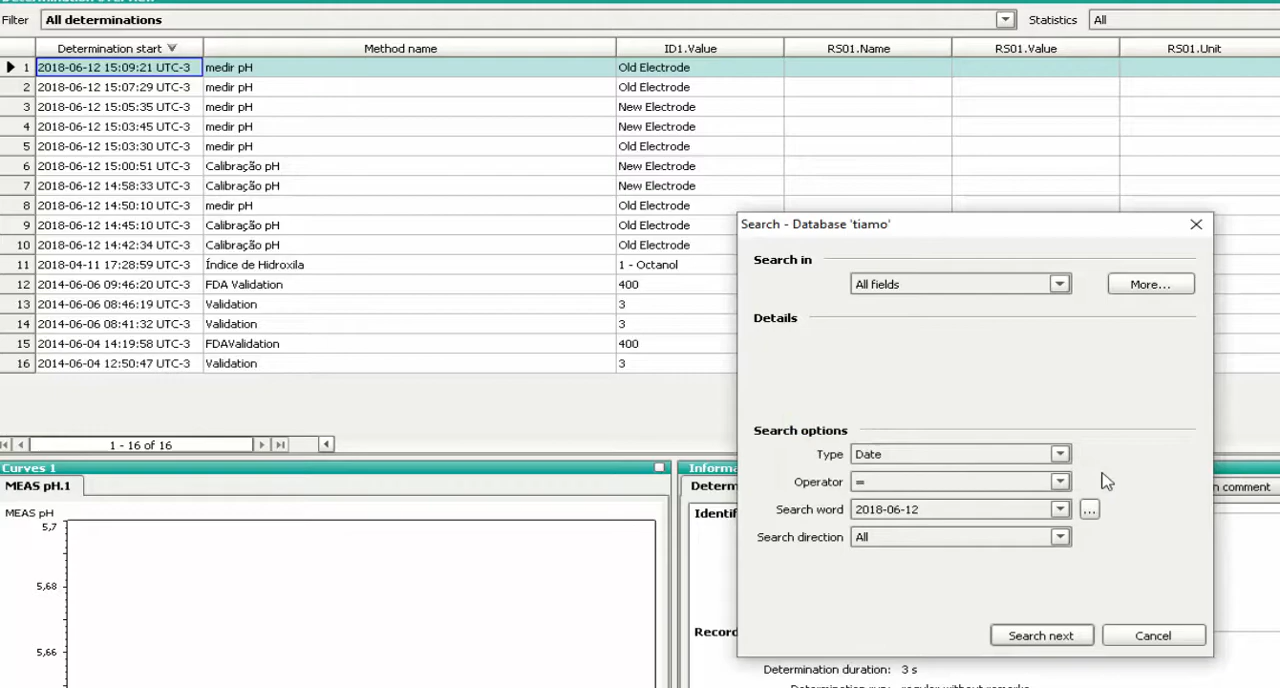 Filter All determinations Statistics All
Determination start Method name ID1.Value RS01.Name RS01.Value RS01.Unit
1 2018-06-12 15:09:21 UTC-3 medir pH Old Electrode
2 2018-06-12 15:07:29 UTC-3 medir pH Old Electrode
3 2018-06-12 15:05:35 UTC-3 medir pH New Electrode
4 2018-06-12 15:03:45 UTC-3 medir pH New Electrode
5 2018-06-12 15:03:30 UTC-3 medir pH Old Electrode
6 2018-06-12 15:00:51 UTC-3 Calibração pH New Electrode
7 2018-06-12 14:58:33 UTC-3 Calibração pH New Electrode
8 2018-06-12 14:50:10 UTC-3 medir pH Old Electrode
9 2018-06-12 14:45:10 UTC-3 Calibração pH Old Electrode
10 2018-06-12 14:42:34 UTC-3 Calibração pH Old Electrode
11 2018-04-11 17:28:59 UTC-3 Índice de Hidroxila 1 - Octanol
12 2014-06-06 09:46:20 UTC-3 FDA Validation 400
13 2014-06-06 08:46:19 UTC-3 Validation 3
14 2014-06-06 08:41:32 UTC-3 Validation 3
15 2014-06-04 14:19:58 UTC-3 FDAValidation 400
16 2014-06-04 12:50:47 UTC-3 Validation 3
1 - 16 of 16
Search - Database 'tiamo'
Search in
All fields More...
Details
Search options
Type Date
Operator =
Search word 2018-06-12 ...
Search direction All
Search next Cancel
Curves 1
MEAS pH.1
MEAS pH
5,7
5,68
5,66
Inform
Determ n comment
Identif
Record
Determination duration: 3 s